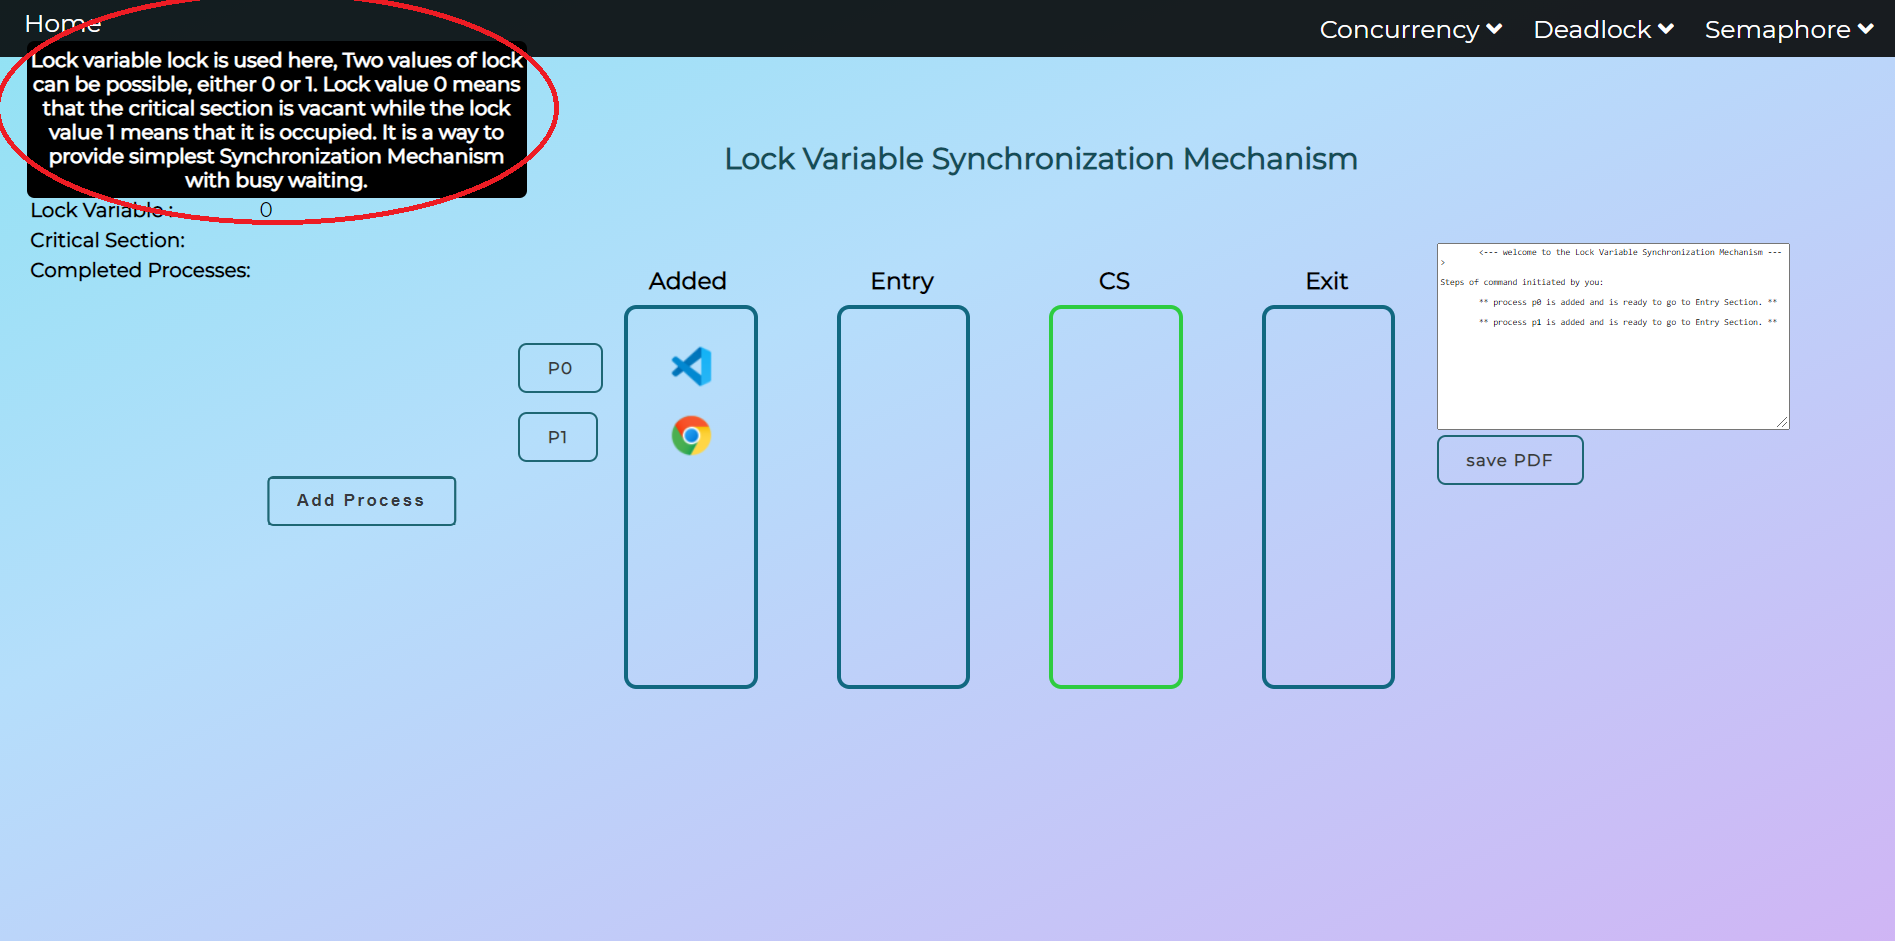 Home
Concurrency
Deadlock
Semaphore
Lock variable lock is used here, Two values of lock
can be possible, either 0 or 1. Lock value 0 means
that the critical section is vacant while the lock
value 1 means that it is occupied. It is a way to
provide simplest Synchronization Mechanism
with busy waiting.
Lock Variable Synchronization Mechanism
Lock Variable : 0
Critical Section:
Completed Processes:
Added
Entry
CS
Exit
P0
P1
Add Process
<--- welcome to the Lock Variable Synchronization Mechanism ---
>
Steps of command initiated by you:
** process p0 is added and is ready to go to Entry Section. **
** process p1 is added and is ready to go to Entry Section. **
save PDF